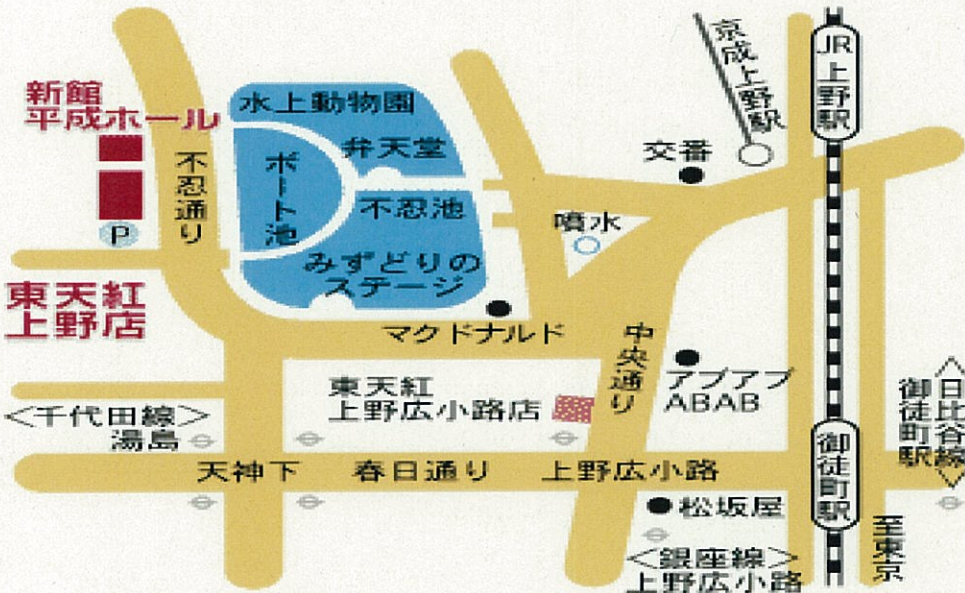 新館
平成ホール
不忍通り
P
東天紅
上野店
水上動物園
弁天堂
ボート池
不忍池
みずどりの
ステージ
噴水
交番
京成上野駅
JR上野駅
マクドナルド
中央通り
アブアブ
ABAB
東天紅
上野広小路店
<千代田線>
湯島
天神下
春日通り
上野広小路
松坂屋
<銀座線>
上野広小路
御徒町駅
<日比谷線>
御徒町駅
至東京